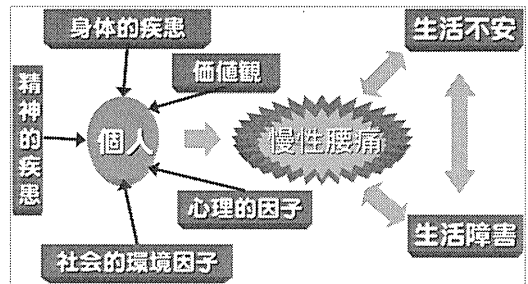 身体的疾患
価値観
精神的疾患
個人
慢性腰痛
心理的因子
社会的環境因子
生活不安
生活障害